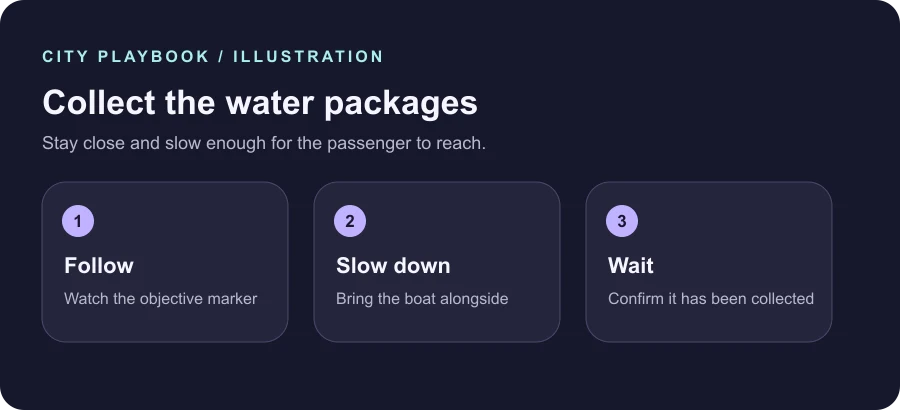 CITY PLAYBOOK / ILLUSTRATION
Collect the water packages
Stay close and slow enough for the passenger to reach.
1
Follow
Watch the objective marker
2
Slow down
Bring the boat alongside
3
Wait
Confirm it has been collected